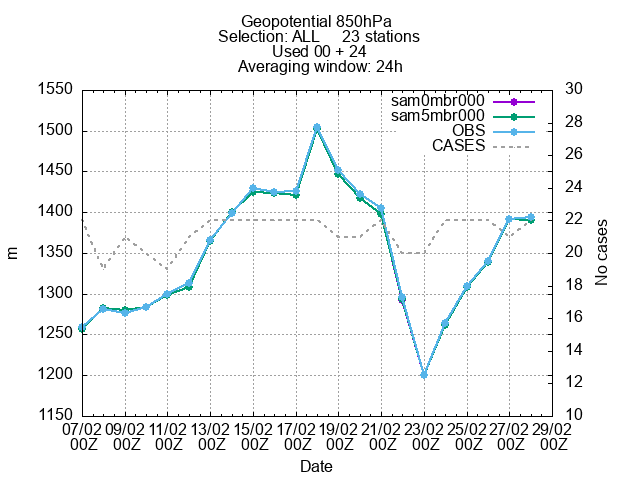 Geopotential 850hPa
Selection: ALL 23 stations
Used 00 + 24
Averaging window: 24h
1550
1500
1450
1400
1350
1300
1250
1200
1150
m
sam0mbr000
sam5mbr000
OBS
CASES
30
28
26
24
22
20
18
16
14
12
10
No cases
07/02 09/02 11/02 13/02 15/02 17/02 19/02 21/02 23/02 25/02 27/02 29/02
00Z 00Z 00Z 00Z 00Z 00Z 00Z 00Z 00Z 00Z 00Z 00Z
Date